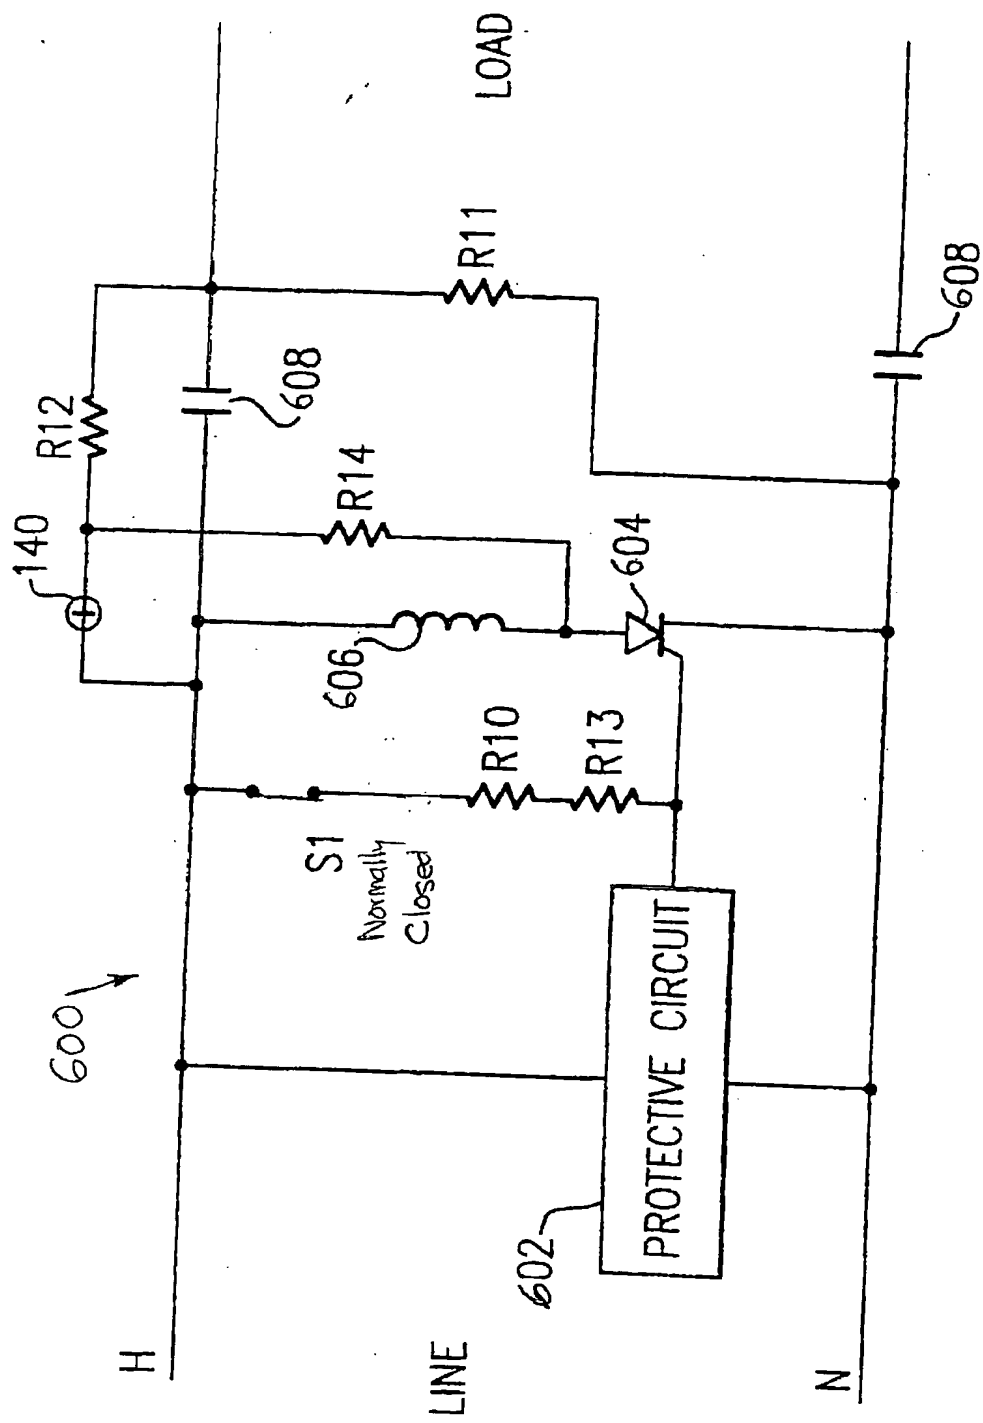 140
R12
LOAD
608
R14
R11
606
604
R10
R13
S1
Normally
Closed
600
608
602
PROTECTIVE CIRCUIT
H
LINE
N